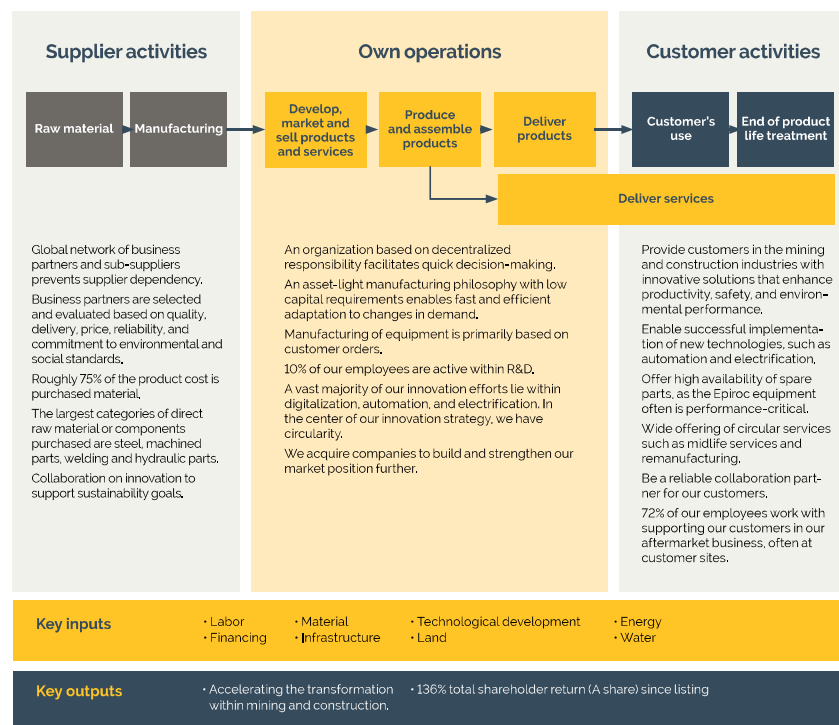 Supplier activities
Own operations
Customer activities
Raw material
Manufacturing
Develop,
market and
sell products
and services
Produce
and assemble
products
Deliver
products
Customer's
use
End of product
life treatment
Deliver services
Global network of business
partners and sub-suppliers
prevents supplier dependency.
Business partners are selected
and evaluated based on quality,
delivery, price, reliability, and
commitment to environmental and
social standards.
Roughly 75% of the product cost is
purchased material.
The largest categories of direct
raw material or components
purchased are steel, machined
parts, welding and hydraulic parts.
Collaboration on innovation to
support sustainability goals.
An organization based on decentralized
responsibility facilitates quick decision-making.
An asset-light manufacturing philosophy with low
capital requirements enables fast and efficient
adaptation to changes in demand.
Manufacturing of equipment is primarily based on
customer orders.
10% of our employees are active within R&D.
A vast majority of our innovation efforts lie within
digitalization, automation, and electrification. In
the center of our innovation strategy, we have
circularity.
We acquire companies to build and strengthen our
market position further.
Provide customers in the mining
and construction industries with
innovative solutions that enhance
productivity, safety, and environ-
mental performance.
Enable successful implementa-
tion of new technologies, such as
automation and electrification.
Offer high availability of spare
parts, as the Epiroc equipment
often is performance-critical.
Wide offering of circular services
such as midlife services and
remanufacturing.
Be a reliable collaboration part-
ner for our customers.
72% of our employees work with
supporting our customers in our
aftermarket business, often at
customer sites.
Key inputs
• Labor
• Financing
• Material
• Infrastructure
• Technological development
• Land
• Energy
• Water
Key outputs
• Accelerating the transformation
within mining and construction.
• 136% total shareholder return (A share) since listing